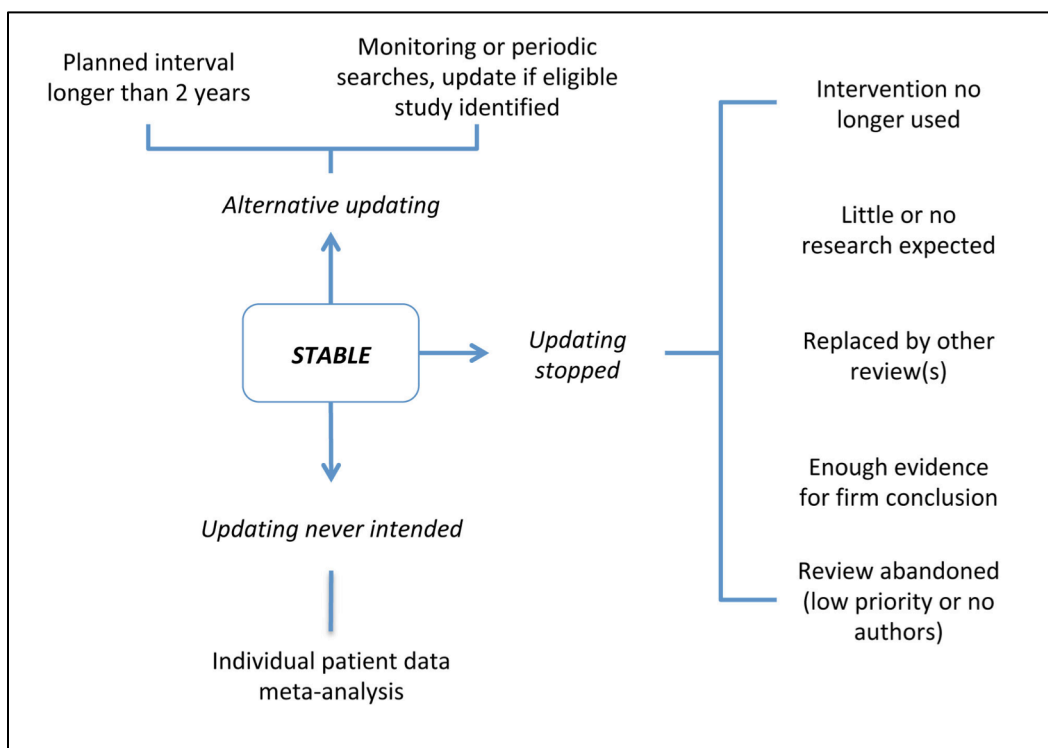 Planned interval
longer than 2 years
Monitoring or periodic
searches, update if eligible
study identified
Alternative updating
STABLE
Updating
stopped
Updating never intended
Individual patient data
meta-analysis
Intervention no
longer used
Little or no
research expected
Replaced by other
review(s)
Enough evidence
for firm conclusion
Review abandoned
(low priority or no
authors)